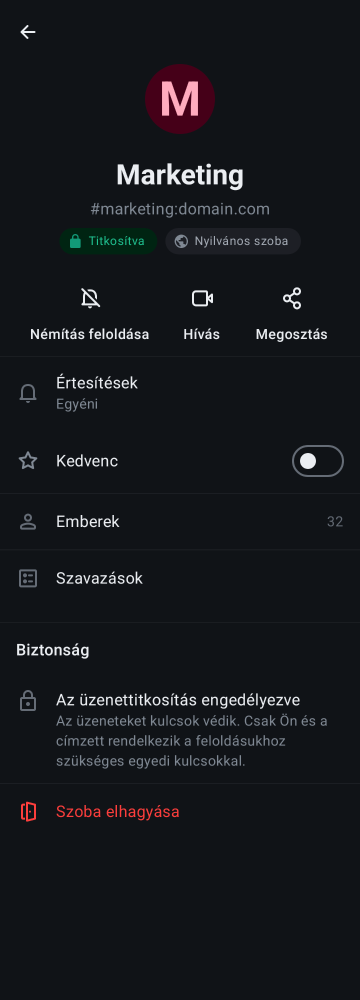 M
Marketing
#marketing:domain.com
Titkosítva Nyilvános szoba
Némítás feloldása Hívás Megosztás
Értesítések
Egyéni
Kedvenc
Emberek 32
Szavazások
Biztonság
Az üzenettitkosítás engedélyezve
Az üzeneteket kulcsok védik. Csak Ön és a
címzett rendelkezik a feloldásukhoz
szükséges egyedi kulcsokkal.
Szoba elhagyása